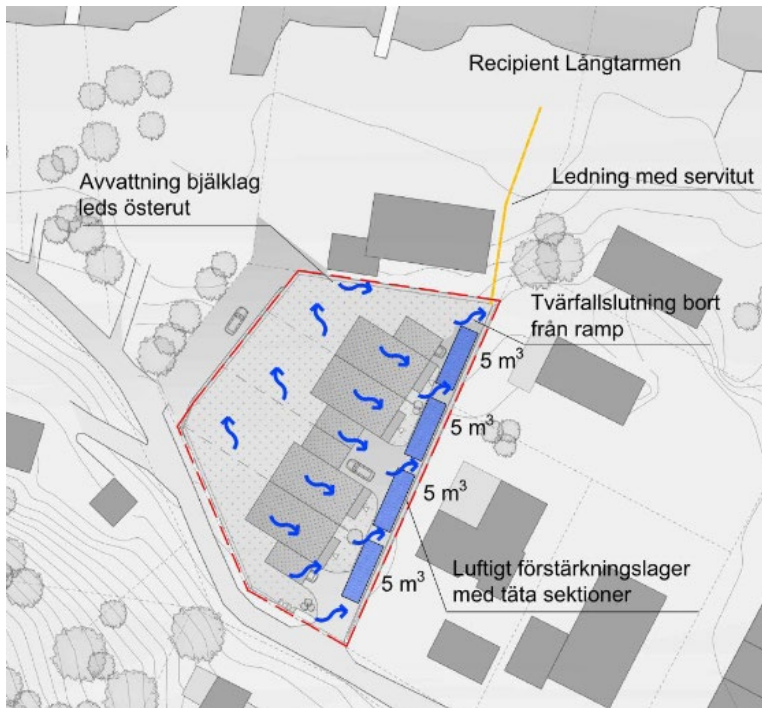 Recipient Långtarmen
Avvattning bjälklag
leds österut
Ledning med servitut
Tvärfallslutning bort
från ramp
5 m³
5 m³
5 m³
5 m³
Luftigt förstärkningslager
med täta sektioner